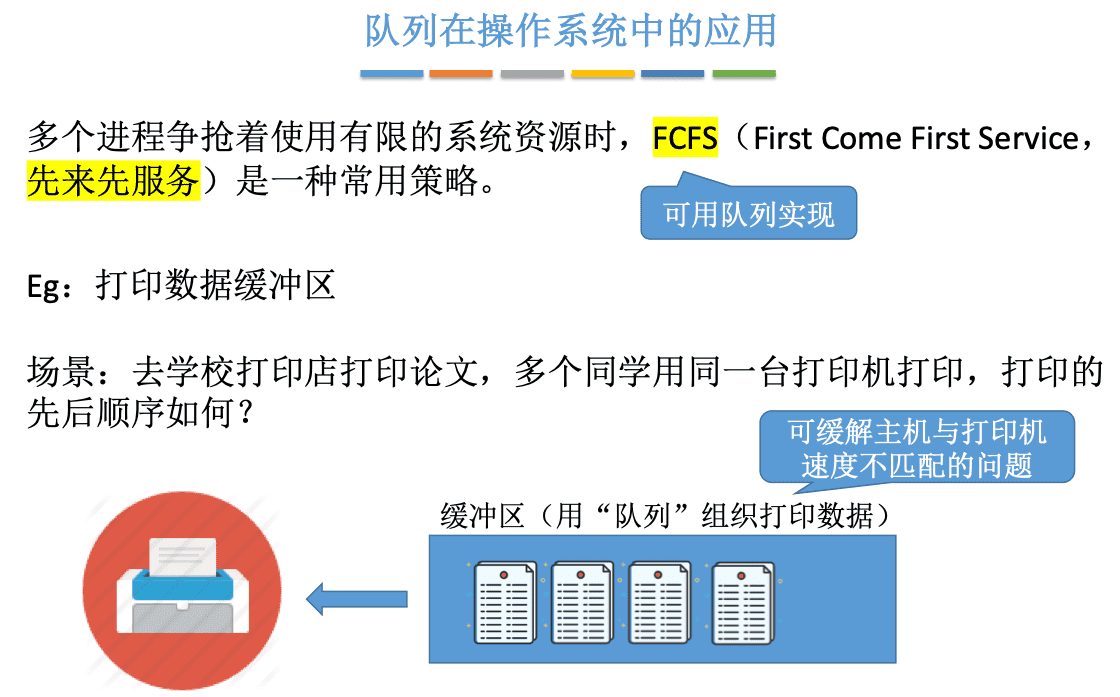 队列在操作系统中的应用
多个进程争抢着使用有限的系统资源时，FCFS（First Come First Service，
先来先服务）是一种常用策略。
可用队列实现
Eg：打印数据缓冲区
场景：去学校打印店打印论文，多个同学用同一台打印机打印，打印的
先后顺序如何？
可缓解主机与打印机
速度不匹配的问题
缓冲区（用“队列”组织打印数据）